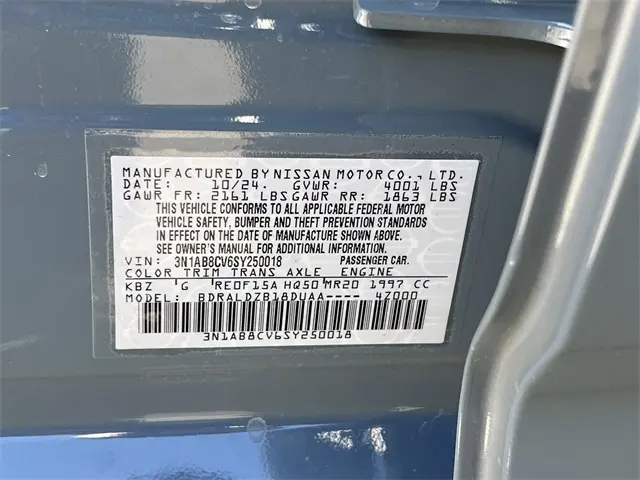 MANUFACTURED BY NISSAN MOTOR CO., LTD.
DATE: 10/24. GVWR: 4001 LBS
GAWR FR: 2161 LBS GAWR RR: 1863 LBS
THIS VEHICLE CONFORMS TO ALL APPLICABLE FEDERAL MOTOR
VEHICLE SAFETY, BUMPER AND THEFT PREVENTION STANDARDS
IN EFFECT ON THE DATE OF MANUFACTURE SHOWN ABOVE.
SEE OWNER'S MANUAL FOR ADDITIONAL INFORMATION.
VIN: 3N1AB8CV6SY250018 PASSENGER CAR.
COLOR TRIM TRANS AXLE ENGINE
KBZ G RE0F15A HQ50 MR20 1997 CC
MODEL: BDRALDZB18DUAA---- 4Z000
3N1AB8CV6SY250018